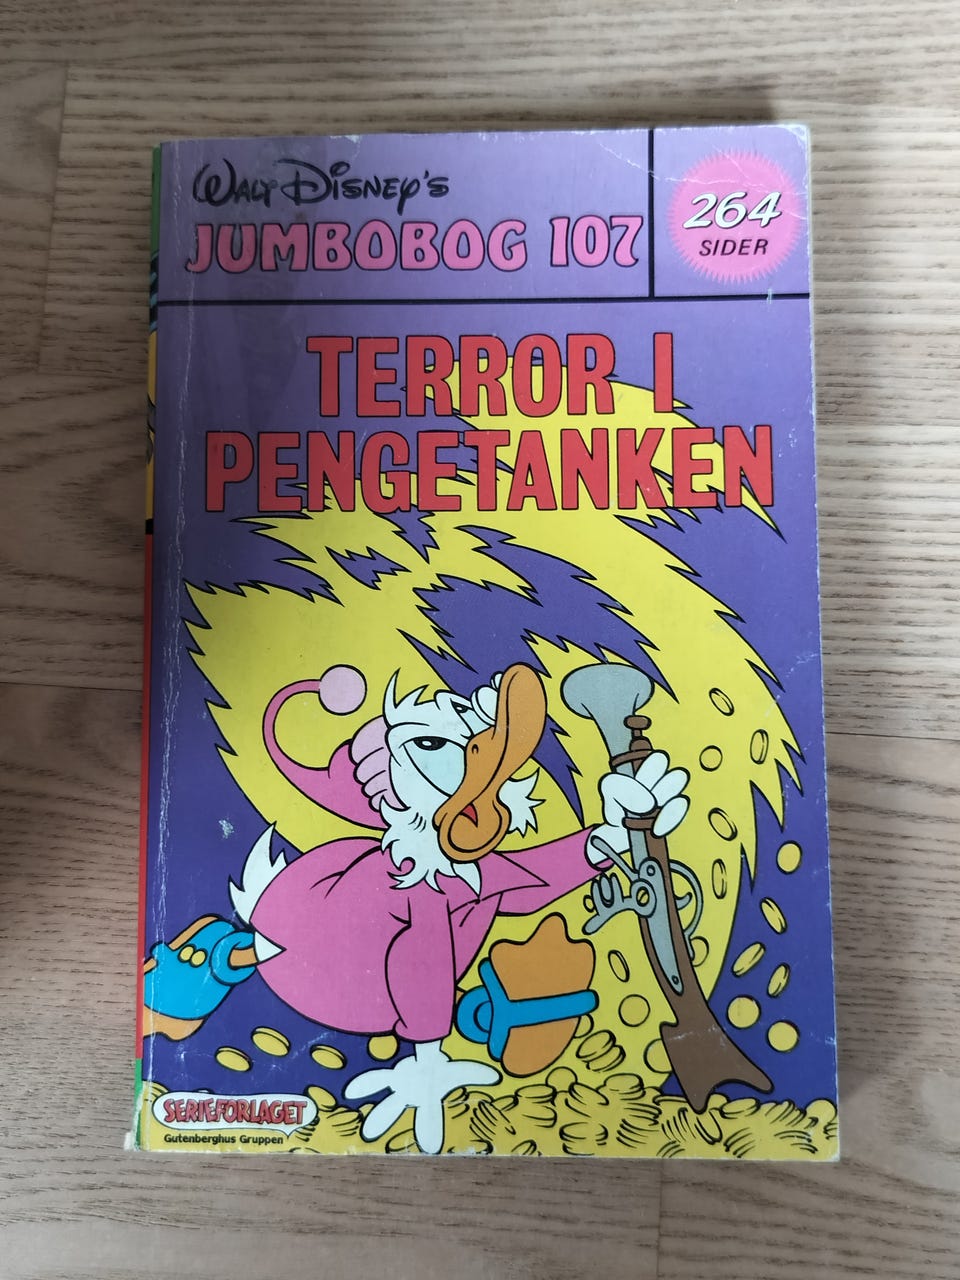 WALT DISNEY'S
JUMBOBOG 107
264
SIDER
TERROR I
PENGETANKEN
SERIEFORLAGET
Gutenberghus Gruppen